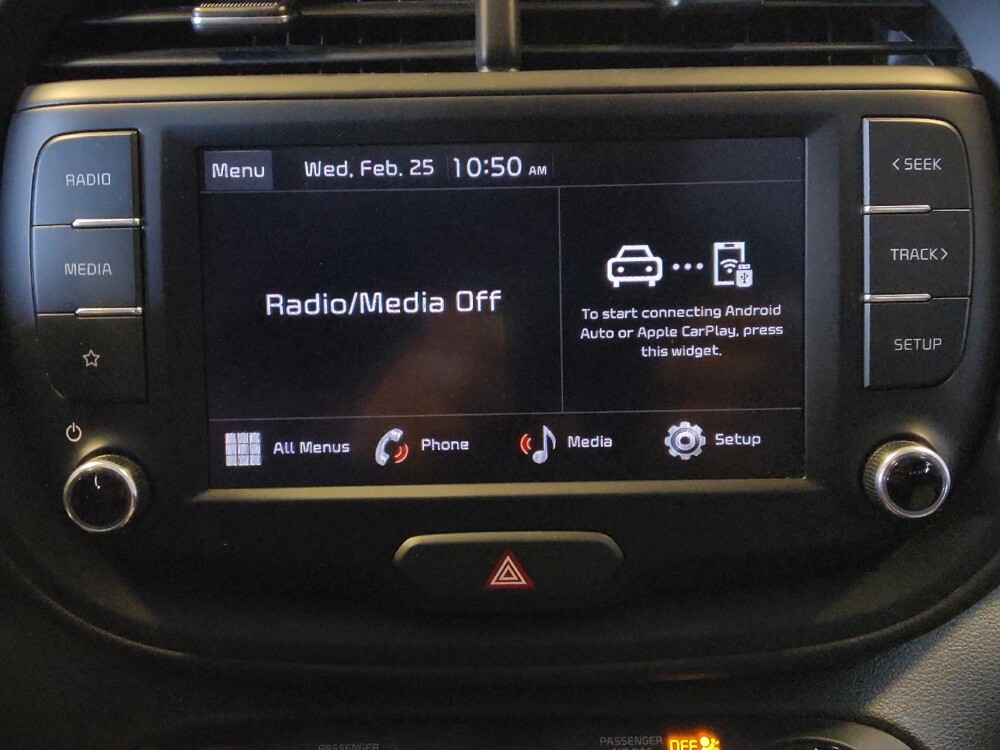 RADIO
MEDIA
Menu
Wed, Feb. 25
10:50 AM
Radio/Media Off
To start connecting Android
Auto or Apple CarPlay, press
this widget.
All Menus
Phone
Media
Setup
< SEEK
TRACK >
SETUP
PASSENGER
PASSENGER
OFF